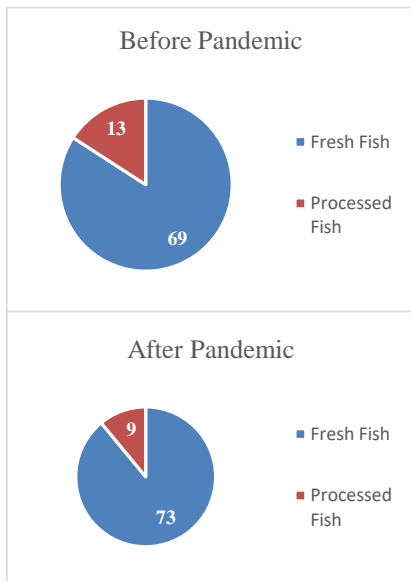 Before Pandemic
13
Fresh Fish
Processed
Fish
69
After Pandemic
9
Fresh Fish
Processed
Fish
73